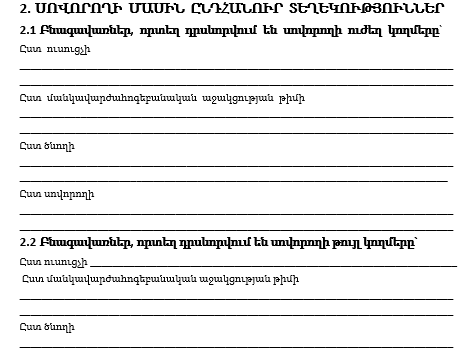 2. ՍՈՎՈՐՈՂԻ ՄԱՍԻՆ ԸՆԴՀԱՆՈՒՐ ՏԵՂԵԿՈՒԹՅՈՒՆՆԵՐ
2.1 Բնագավառներ, որտեղ դրսևորվում են սովորողի ուժեղ կողմերը՝
Ըստ ուսուցչի
Ըստ մանկավարժահոգեբանական աջակցության թիմի
Ըստ ծնողի
Ըստ սովորողի
2.2 Բնագավառներ, որտեղ դրսևորվում են սովորողի թույլ կողմերը՝
Ըստ ուսուցչի
Ըստ մանկավարժահոգեբանական աջակցության թիմի
Ըստ ծնողի